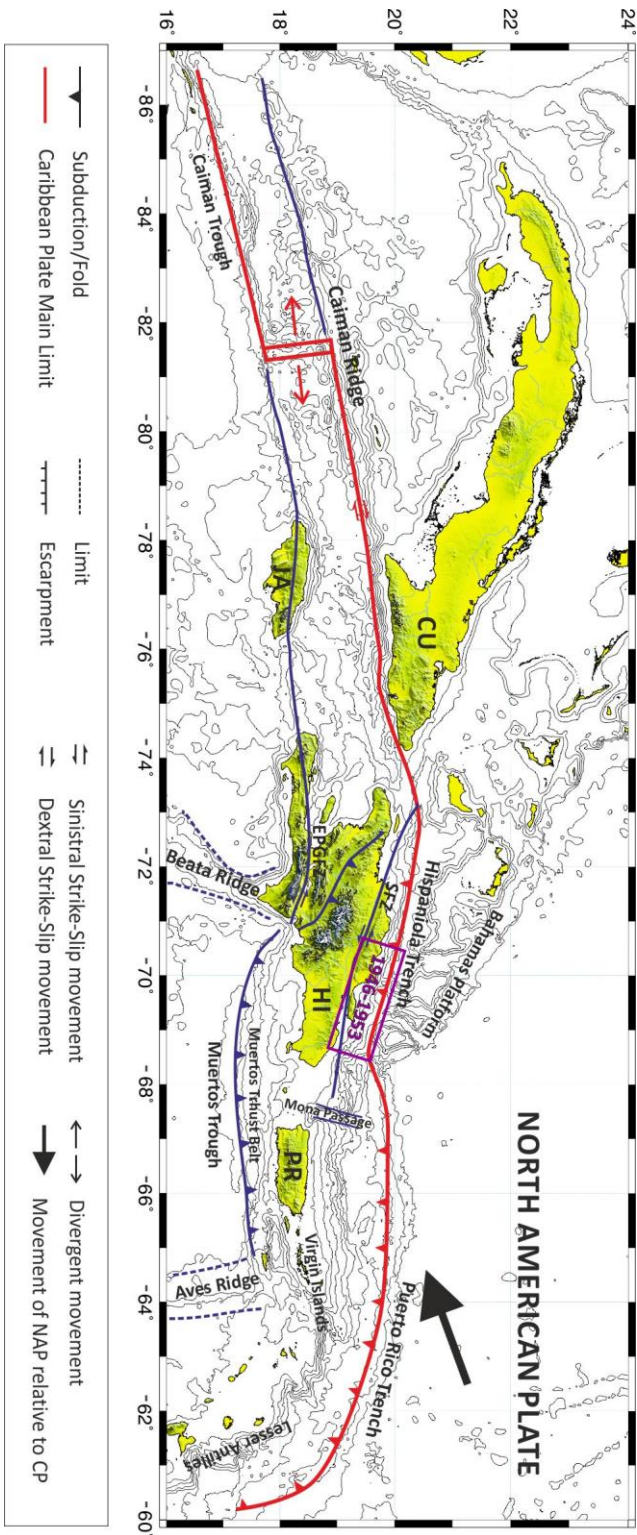 24°
22°
20°
18°
16°
-86°
-84°
-82°
-80°
-78°
-76°
-74°
-72°
-70°
-68°
-66°
-64°
-62°
-60°
NORTH AMERICAN PLATE
CU
Caiman Ridge
Caiman Trough
JA
Bahamas Platform
Hispaniola Trench
SFZ
1946-1953
EPGFZ
HI
Beata Ridge
Mona Passage
PR
Puerto Rico Trench
Virgin Islands
Muertos Trhust Belt
Muertos Trough
Aves Ridge
Lesser Antilles
Subduction/Fold
Limit
Sinistral Strike-Slip movement
Divergent movement
Caribbean Plate Main Limit
Escarpment
Dextral Strike-Slip movement
Movement of NAP relative to CP